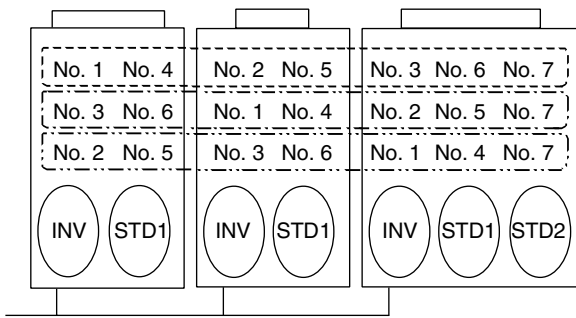 No. 1 No. 4 No. 2 No. 5 No. 3 No. 6 No. 7
No. 3 No. 6 No. 1 No. 4 No. 2 No. 5 No. 7
No. 2 No. 5 No. 3 No. 6 No. 1 No. 4 No. 7
INV STD1 INV STD1 INV STD1 STD2